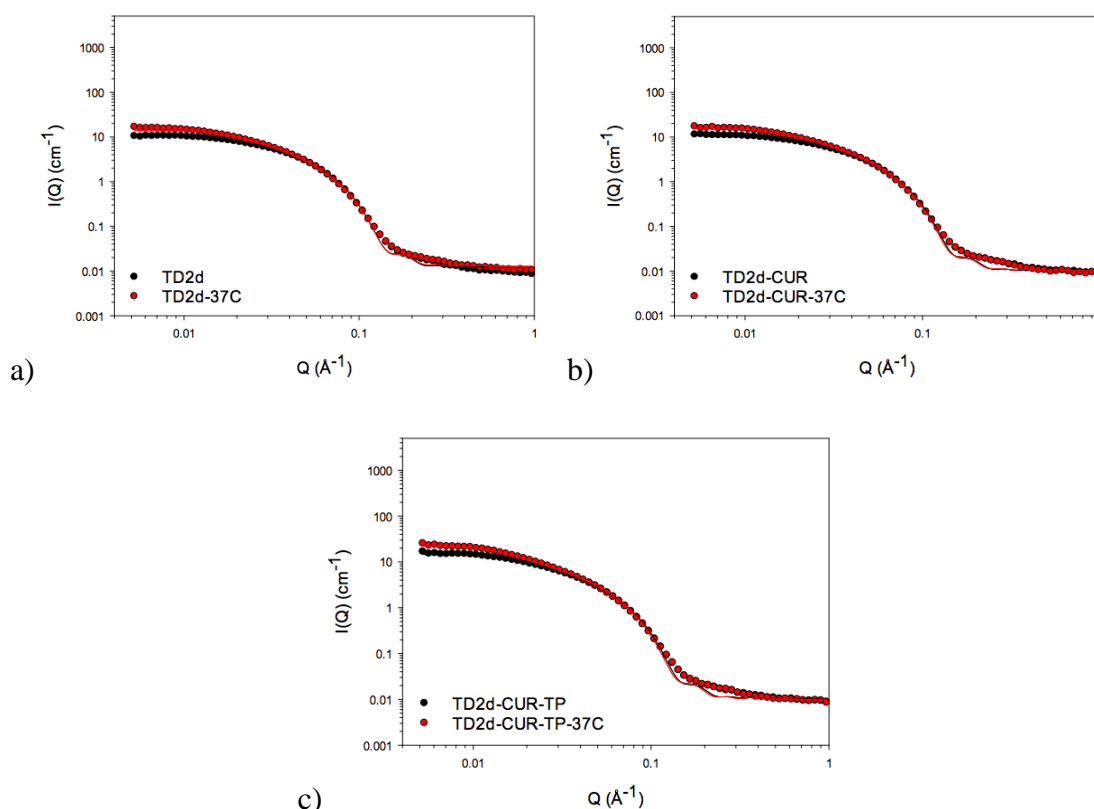 1000
100
10
1
0.1
0.01
0.001
I(Q) (cm⁻¹)
TD2d
TD2d-37C
0.01
0.1
1
Q (Å⁻¹)
a)
1000
100
10
1
0.1
0.01
0.001
I(Q) (cm⁻¹)
TD2d-CUR
TD2d-CUR-37C
0.01
0.1
Q (Å⁻¹)
b)
1000
100
10
1
0.1
0.01
0.001
I(Q) (cm⁻¹)
TD2d-CUR-TP
TD2d-CUR-TP-37C
0.01
0.1
1
Q (Å⁻¹)
c)